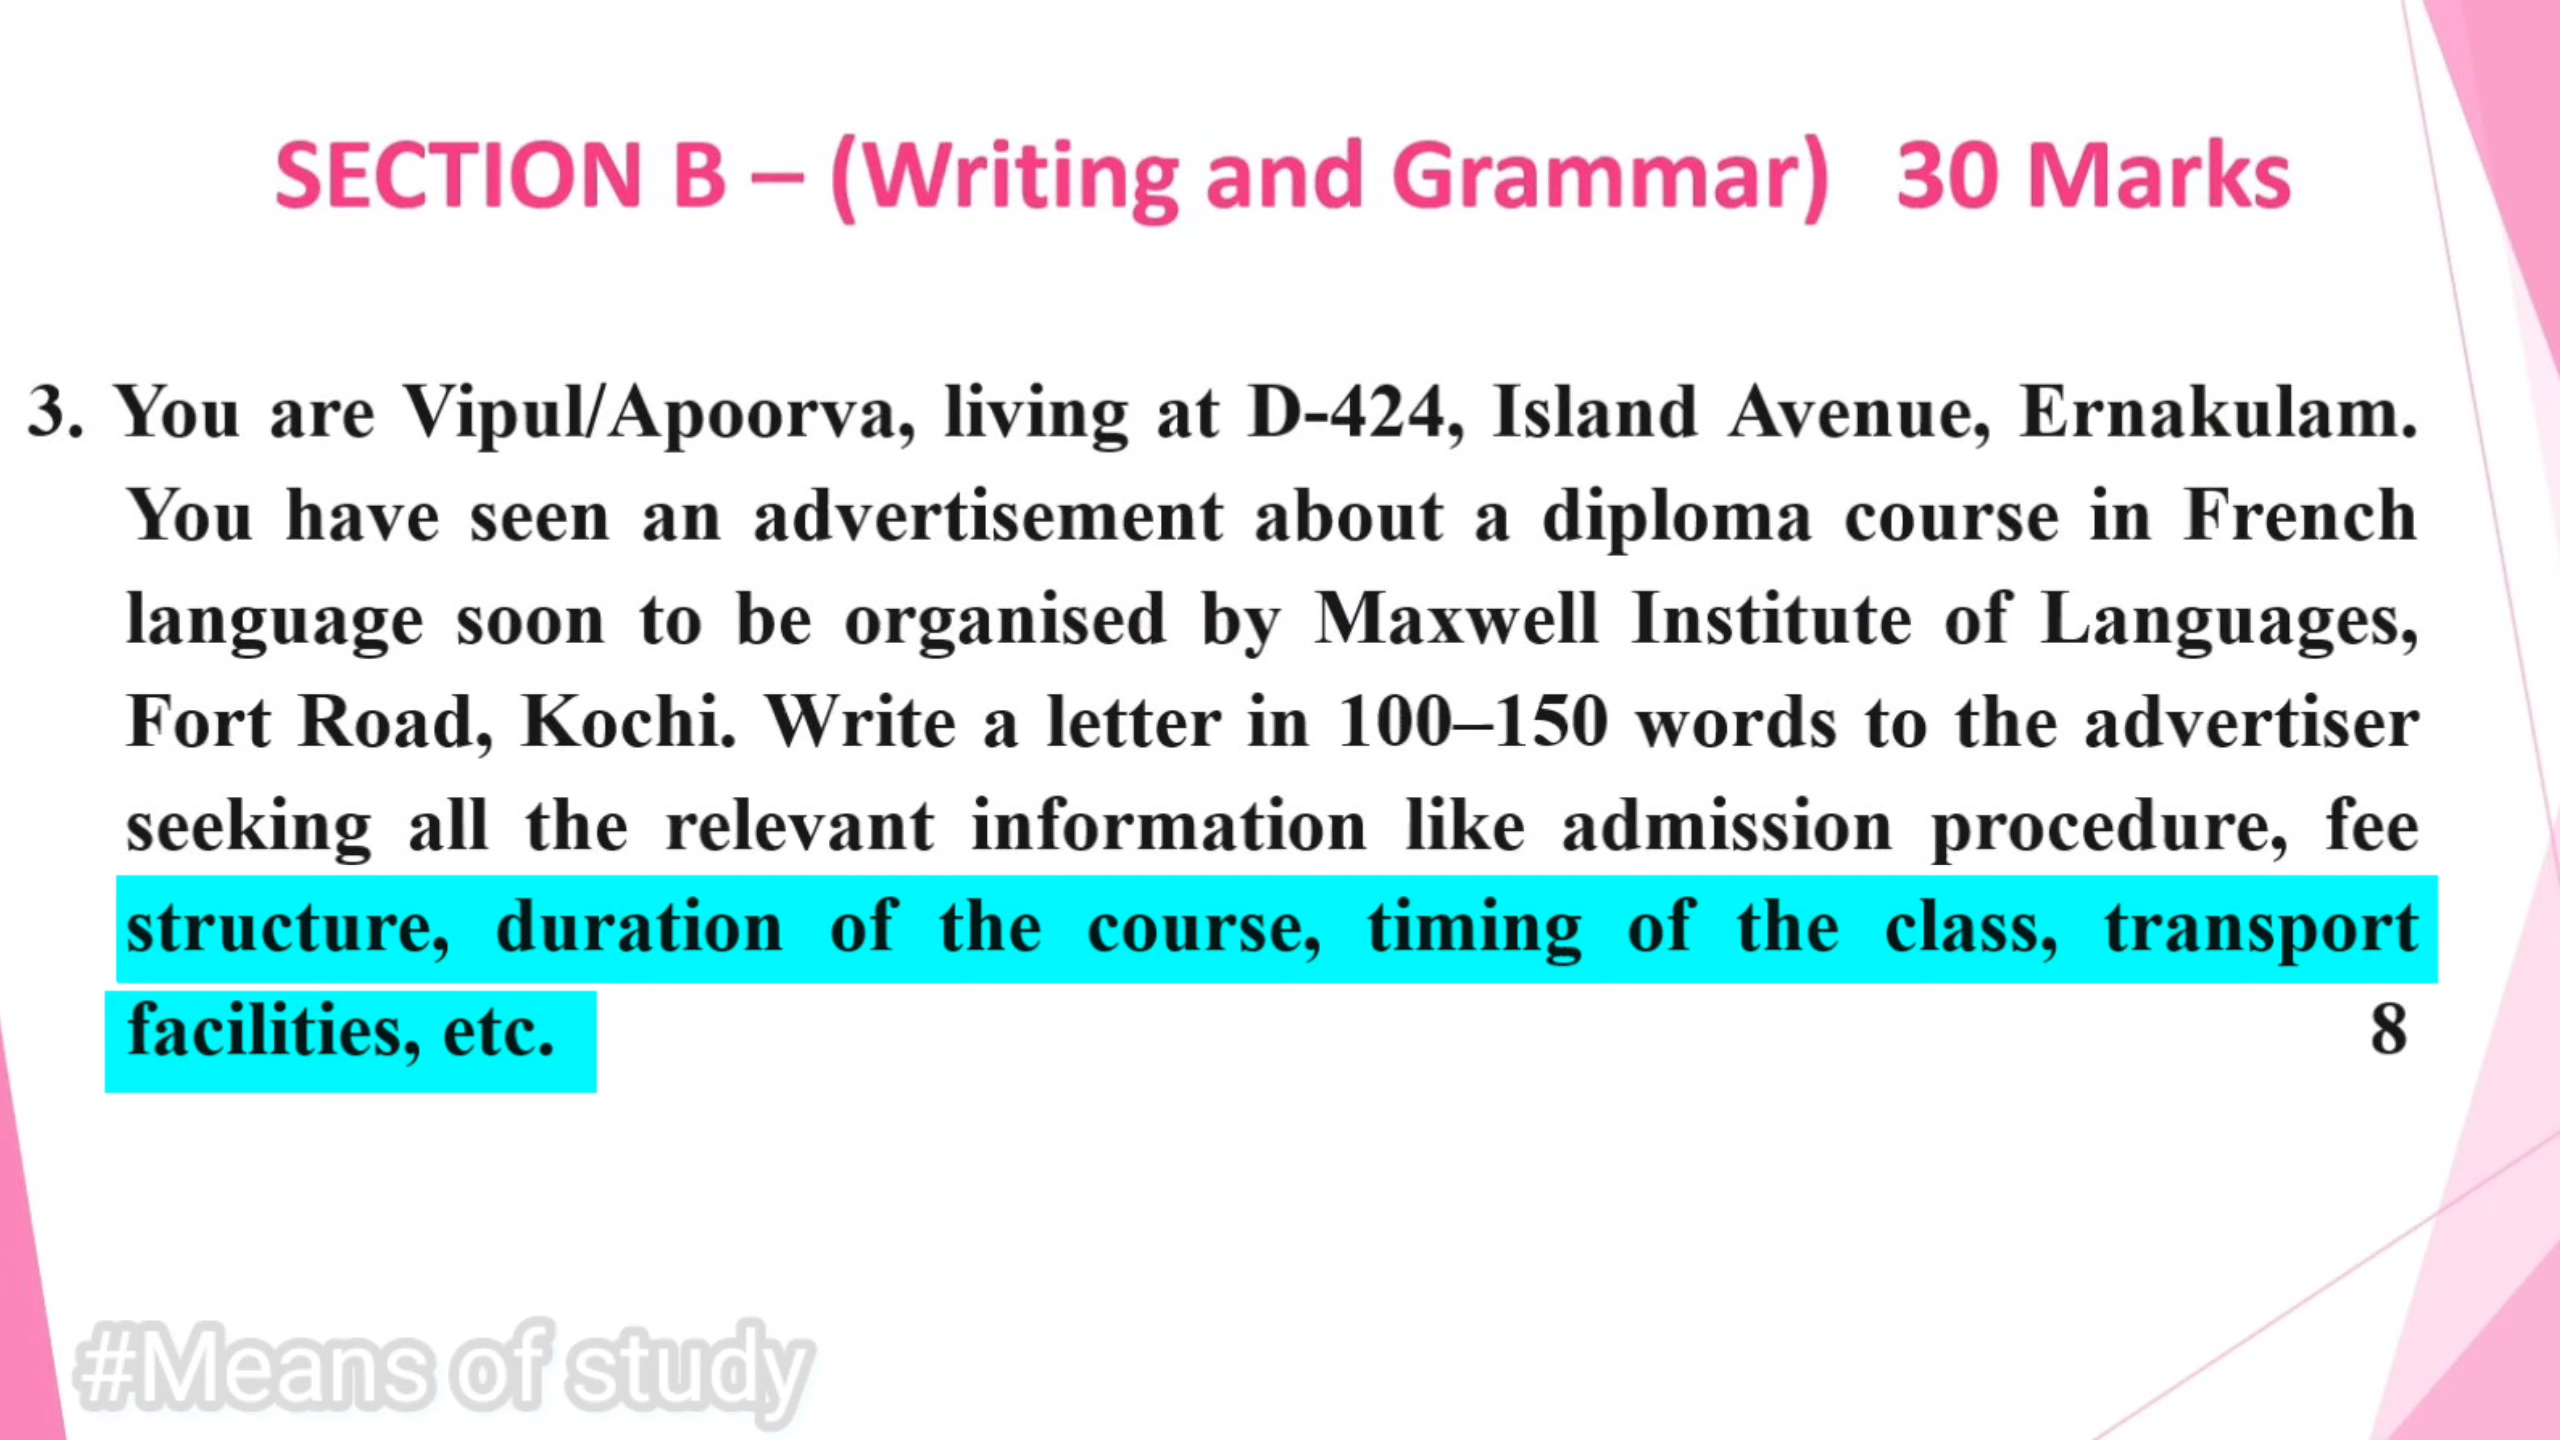 SECTION B – (Writing and Grammar) 30 Marks
3. You are Vipul/Apoorva, living at D-424, Island Avenue, Ernakulam.
You have seen an advertisement about a diploma course in French
language soon to be organised by Maxwell Institute of Languages,
Fort Road, Kochi. Write a letter in 100–150 words to the advertiser
seeking all the relevant information like admission procedure, fee
structure, duration of the course, timing of the class, transport
facilities, etc. 8
#Means of study